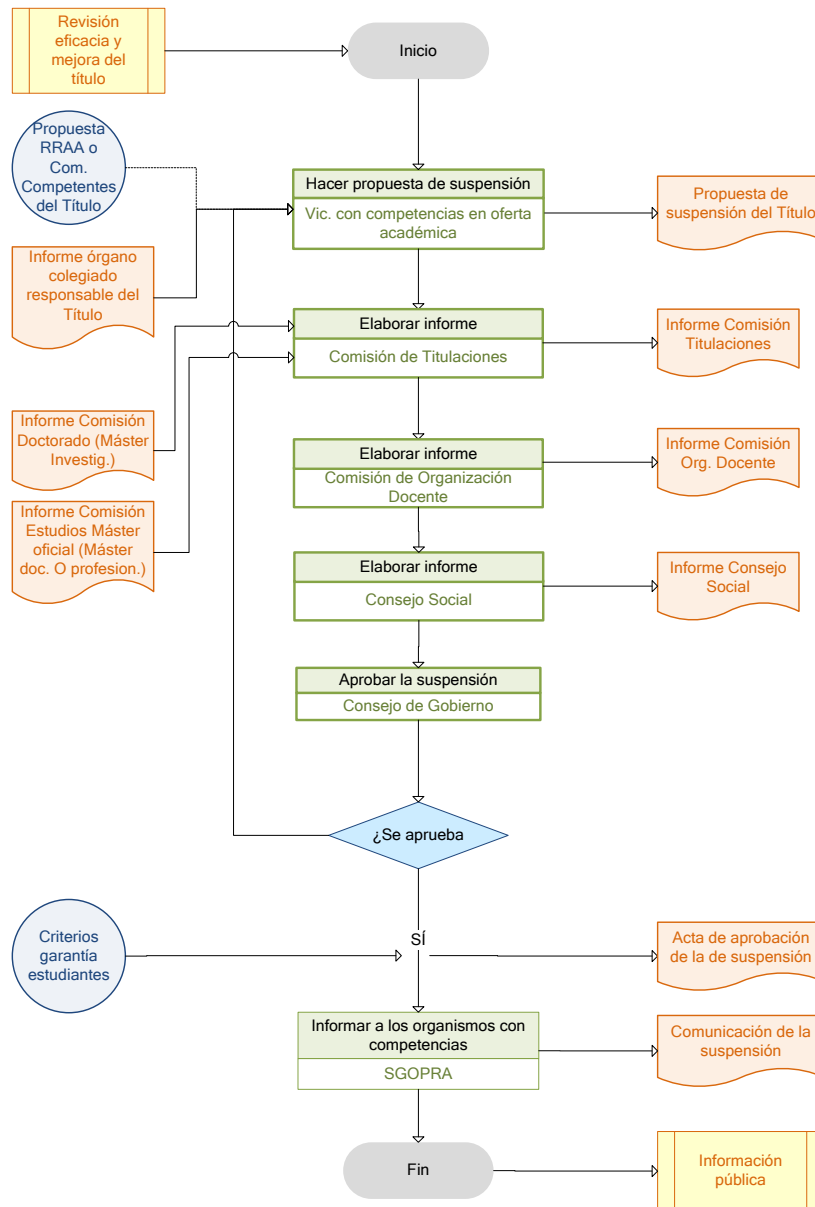 Revisión
eficacia y
mejora del
título
Inicio
Propuesta
RRAA o
Com.
Competentes
del Título
Hacer propuesta de suspensión
Vic. con competencias en oferta
académica
Propuesta de
suspensión del Título
Informe órgano
colegiado
responsable del
Título
Elaborar informe
Comisión de Titulaciones
Informe Comisión
Titulaciones
Informe Comisión
Doctorado (Máster
Investig.)
Elaborar informe
Comisión de Organización
Docente
Informe Comisión
Org. Docente
Informe Comisión
Estudios Máster
oficial (Máster
doc. O profesion.)
Elaborar informe
Consejo Social
Informe Consejo
Social
Aprobar la suspensión
Consejo de Gobierno
¿Se aprueba
Criterios
garantía
estudiantes
SÍ
Acta de aprobación
de la de suspensión
Informar a los organismos con
competencias
SGOPRA
Comunicación de la
suspensión
Fin
Información
pública